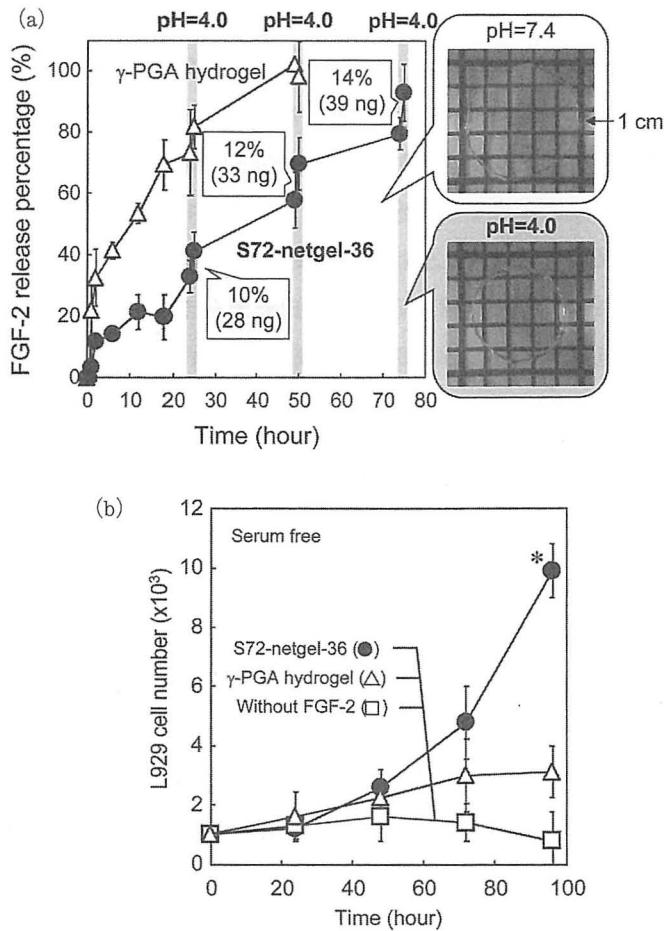 (a)
pH=4.0 pH=4.0 pH=4.0
FGF-2 release percentage (%)
100
80
60
40
20
0
γ-PGA hydrogel
14%
(39 ng)
12%
(33 ng)
S72-netgel-36
10%
(28 ng)
0 10 20 30 40 50 60 70 80
Time (hour)
pH=7.4
1 cm
pH=4.0
(b)
L929 cell number (x10³)
12
10
8
6
4
2
0
Serum free
*
S72-netgel-36 (●)
γ-PGA hydrogel (△)
Without FGF-2 (□)
0 20 40 60 80 100
Time (hour)